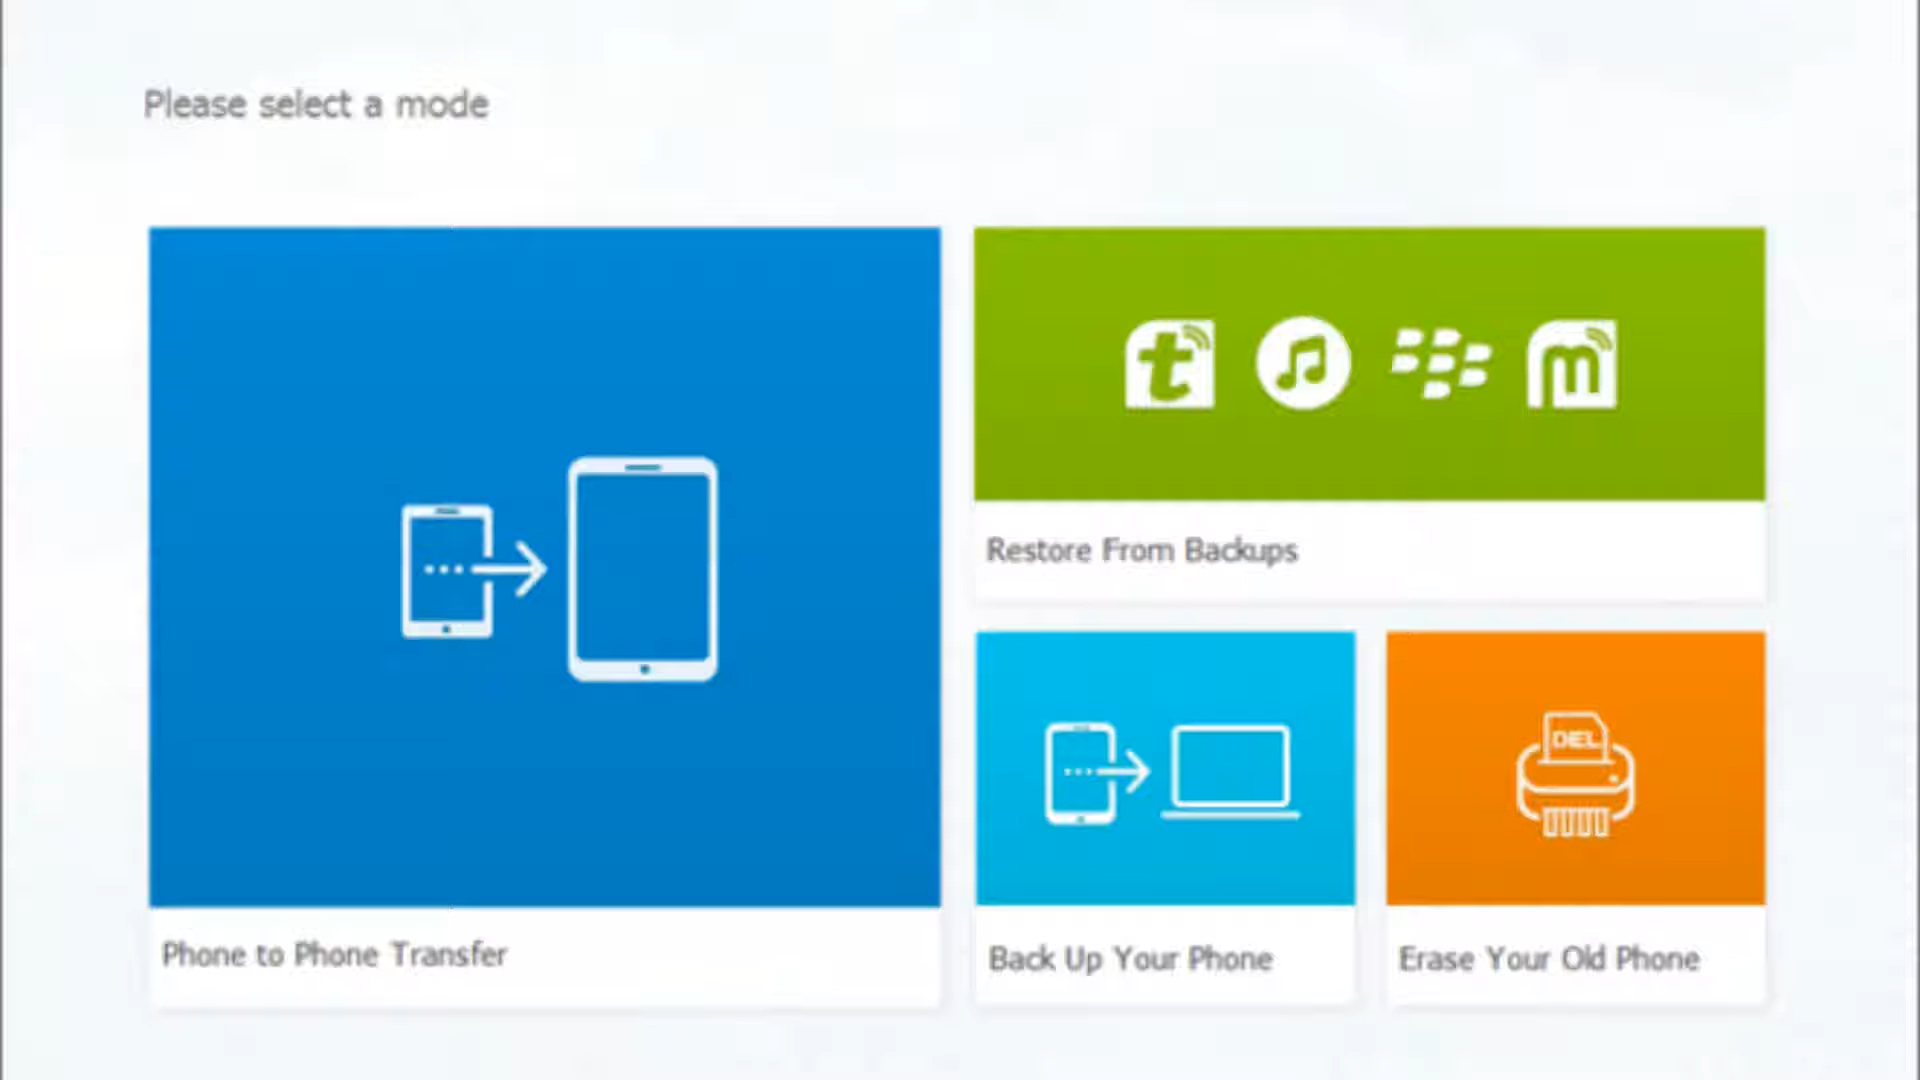 Please select a mode
Restore From Backups
DEL
Phone to Phone Transfer
Back Up Your Phone
Erase Your Old Phone